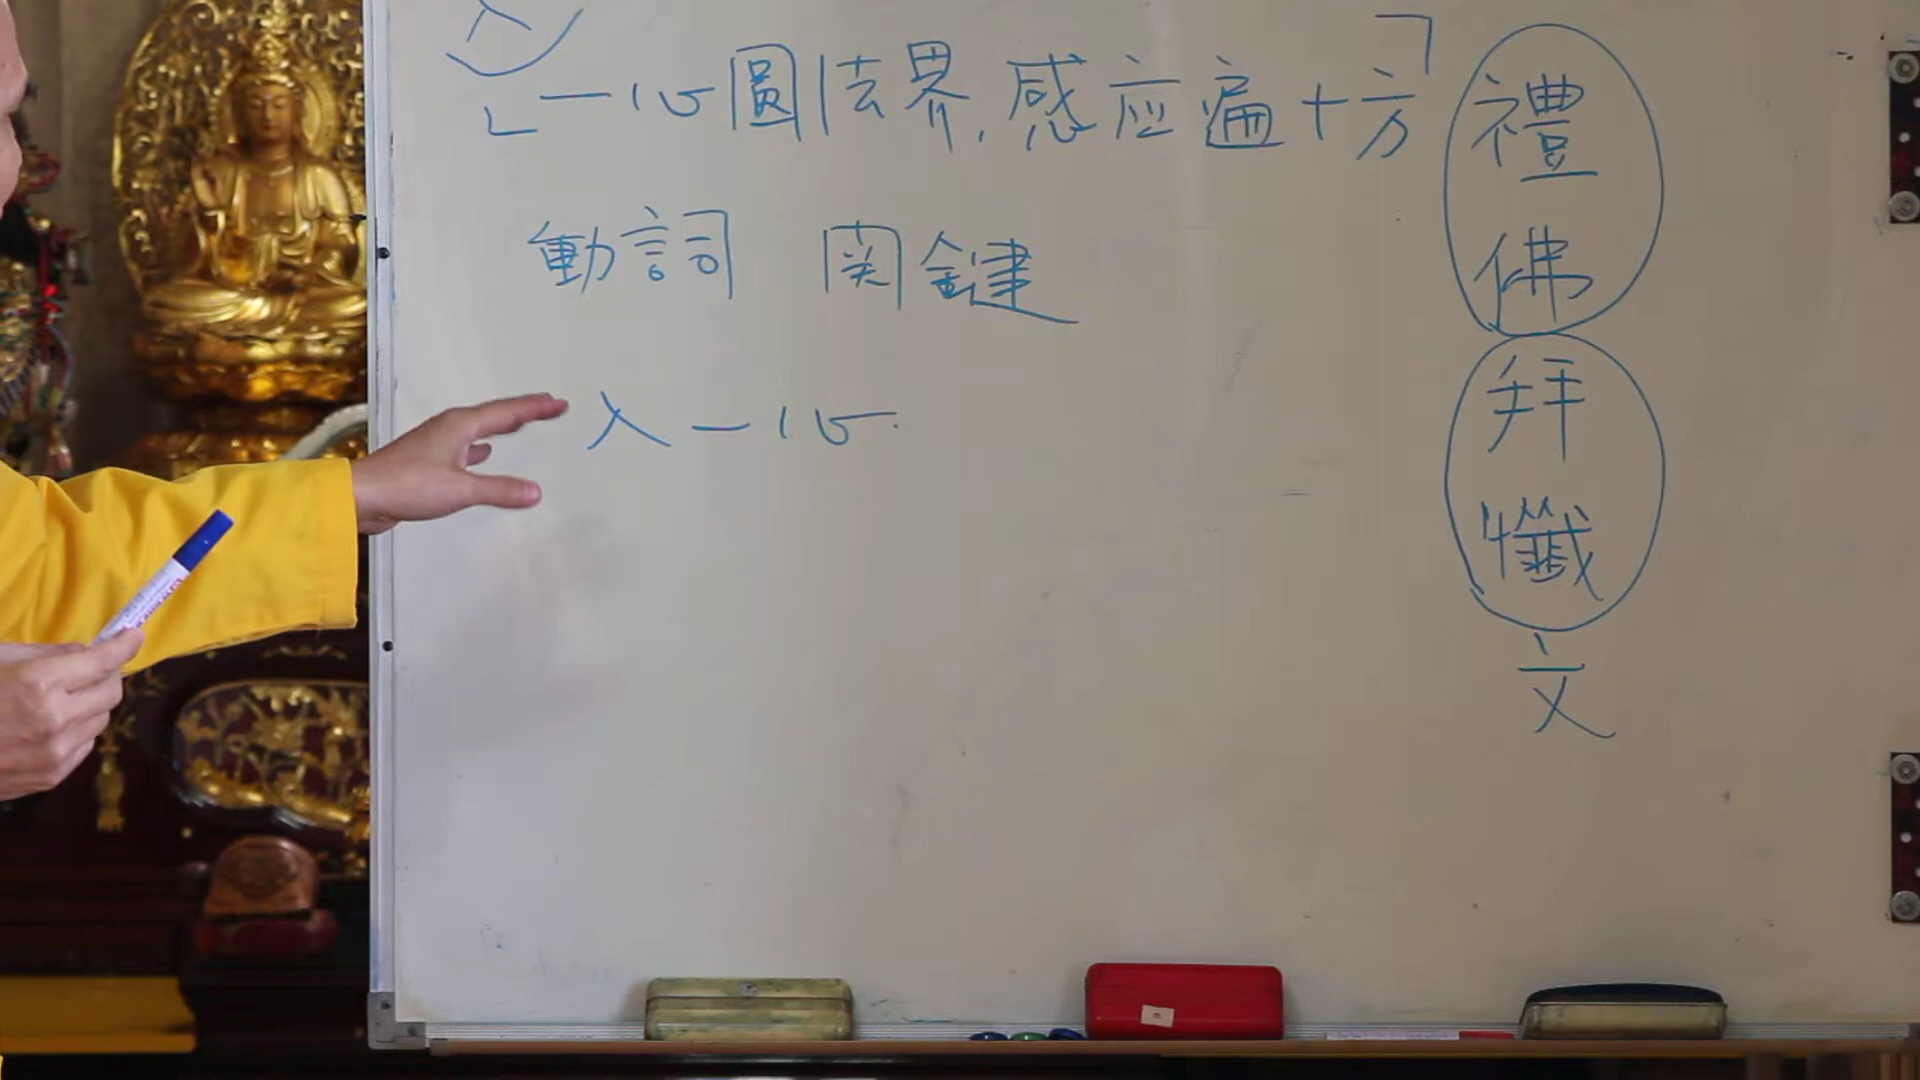 入
「一心圓法界,感应遍十方」
動詞 関鍵
入一心
禮佛拜懺文